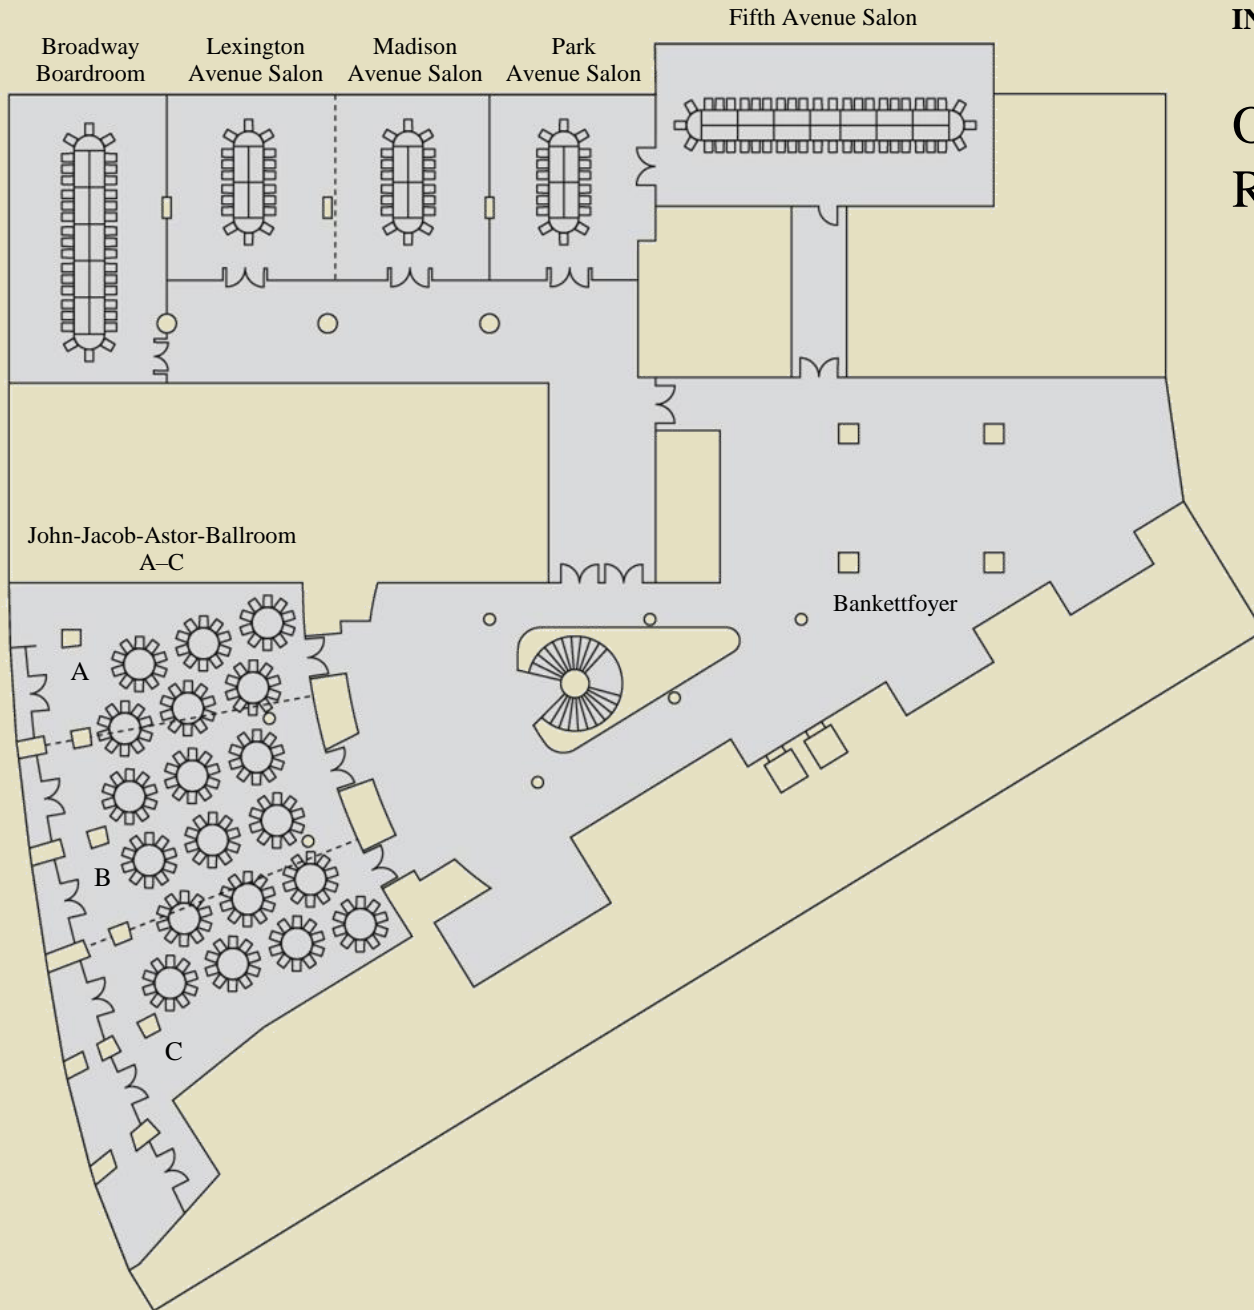 Fifth Avenue Salon
Broadway
Boardroom
Lexington
Avenue Salon
Madison
Avenue Salon
Park
Avenue Salon
John-Jacob-Astor-Ballroom
A–C
Bankettfoyer
A
B
C